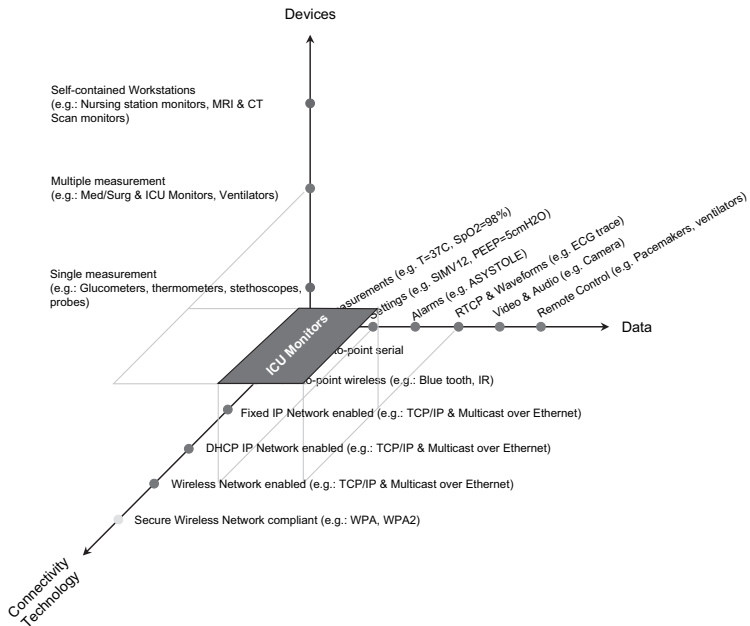 Devices
Self-contained Workstations
(e.g.: Nursing station monitors, MRI & CT
Scan monitors)
Multiple measurement
(e.g.: Med/Surg & ICU Monitors, Ventilators)
Single measurement
(e.g.: Glucometers, thermometers, stethoscopes,
probes)
asurements (e.g. T=37C, SpO2=98%)
Settings (e.g. SIMV12, PEEP=5cmH2O)
Alarms (e.g. ASYSTOLE)
RTCP & Waveforms (e.g. ECG trace)
Video & Audio (e.g. Camera)
Remote Control (e.g. Pacemakers, ventilators)
Data
ICU Monitors
to-point serial
o-point wireless (e.g.: Blue tooth, IR)
Fixed IP Network enabled (e.g.: TCP/IP & Multicast over Ethernet)
DHCP IP Network enabled (e.g.: TCP/IP & Multicast over Ethernet)
Wireless Network enabled (e.g.: TCP/IP & Multicast over Ethernet)
Secure Wireless Network compliant (e.g.: WPA, WPA2)
Connectivity
Technology